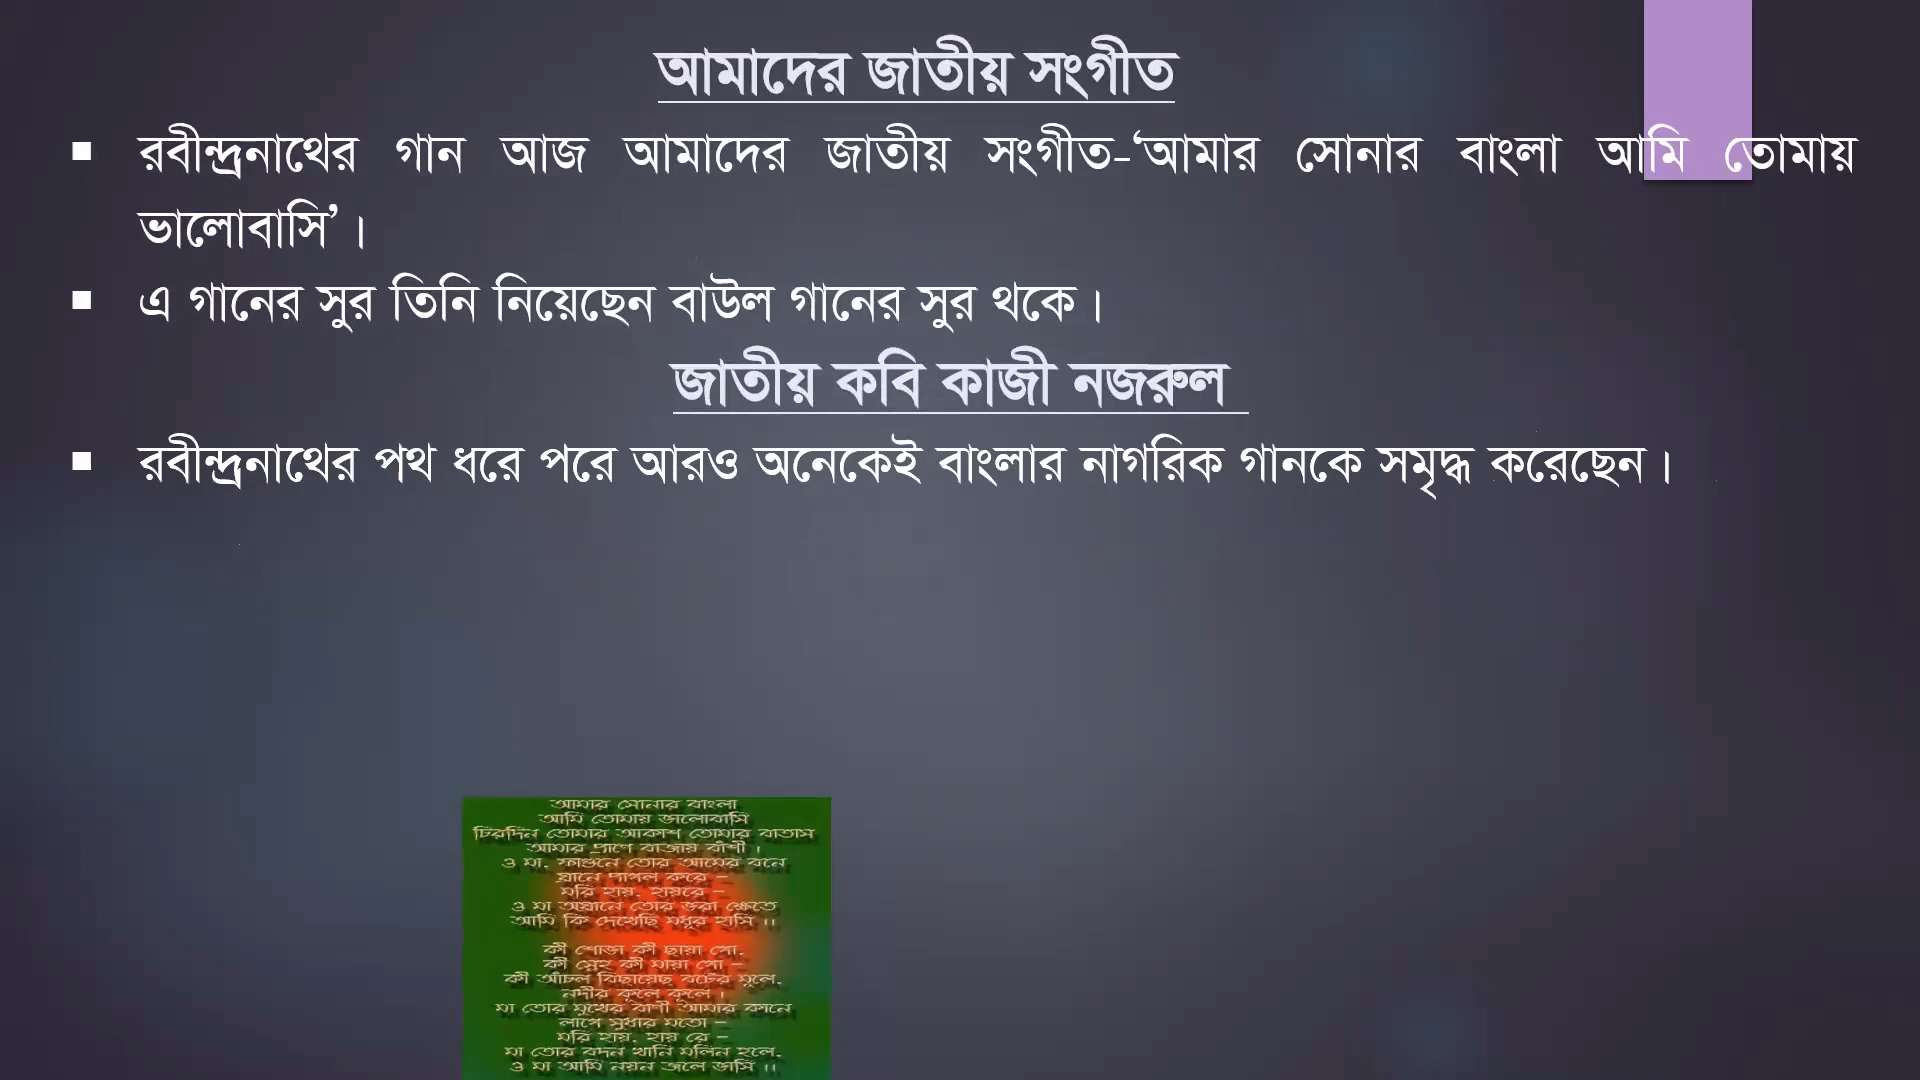 আমাদের জাতীয় সংগীত
▪ রবীন্দ্রনাথের গান আজ আমাদের জাতীয় সংগীত-‘আমার সোনার বাংলা আমি তোমায়
ভালোবাসি’।
▪ এ গানের সুর তিনি নিয়েছেন বাউল গানের সুর থকে।
জাতীয় কবি কাজী নজরুল
▪ রবীন্দ্রনাথের পথ ধরে পরে আরও অনেকেই বাংলার নাগরিক গানকে সমৃদ্ধ করেছেন।
আমার সোনার বাংলা
আমি তোমায় ভালোবাসি
চিরদিন তোমার আকাশ তোমার বাতাস
আমার প্রাণে বাজায় বাঁশী।
ও মা, ফাগুনে তোর আমের বনে
ঘ্রানে পাগল করে –
মরি হায়, হায়রে –
ও মা অঘ্রানে তোর ভরা ক্ষেতে
আমি কি দেখেছি মধুর হাসি ।।
কী শোভা কী ছায়া গো,
কী স্নেহ কী মায়া গো –
কী আঁচল বিছায়েছ বটের মূলে,
নদীর কূলে কূলে।
মা তোর মুখের বাণী আমার কানে
লাগে সুধার মতো –
মরি হায়, হায় রে –
মা তোর বদন খানি মলিন হলে,
ও মা আমি নয়ন জলে ভাসি ।।